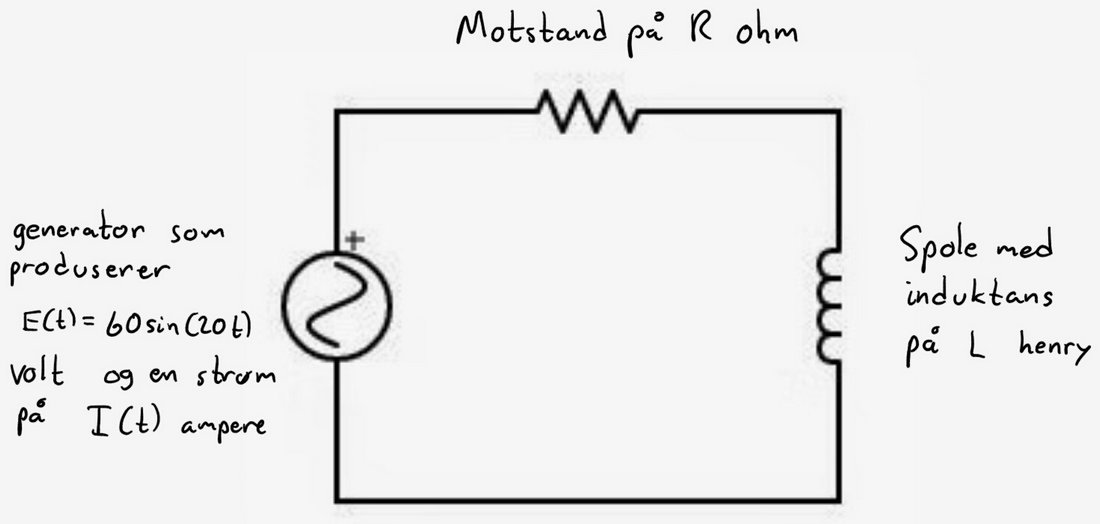 Motstand på R ohm
+
generator som
produserer
E(t) = 60 sin(20t)
volt og en strøm
på I(t) ampere
Spole med
induktans
på L henry